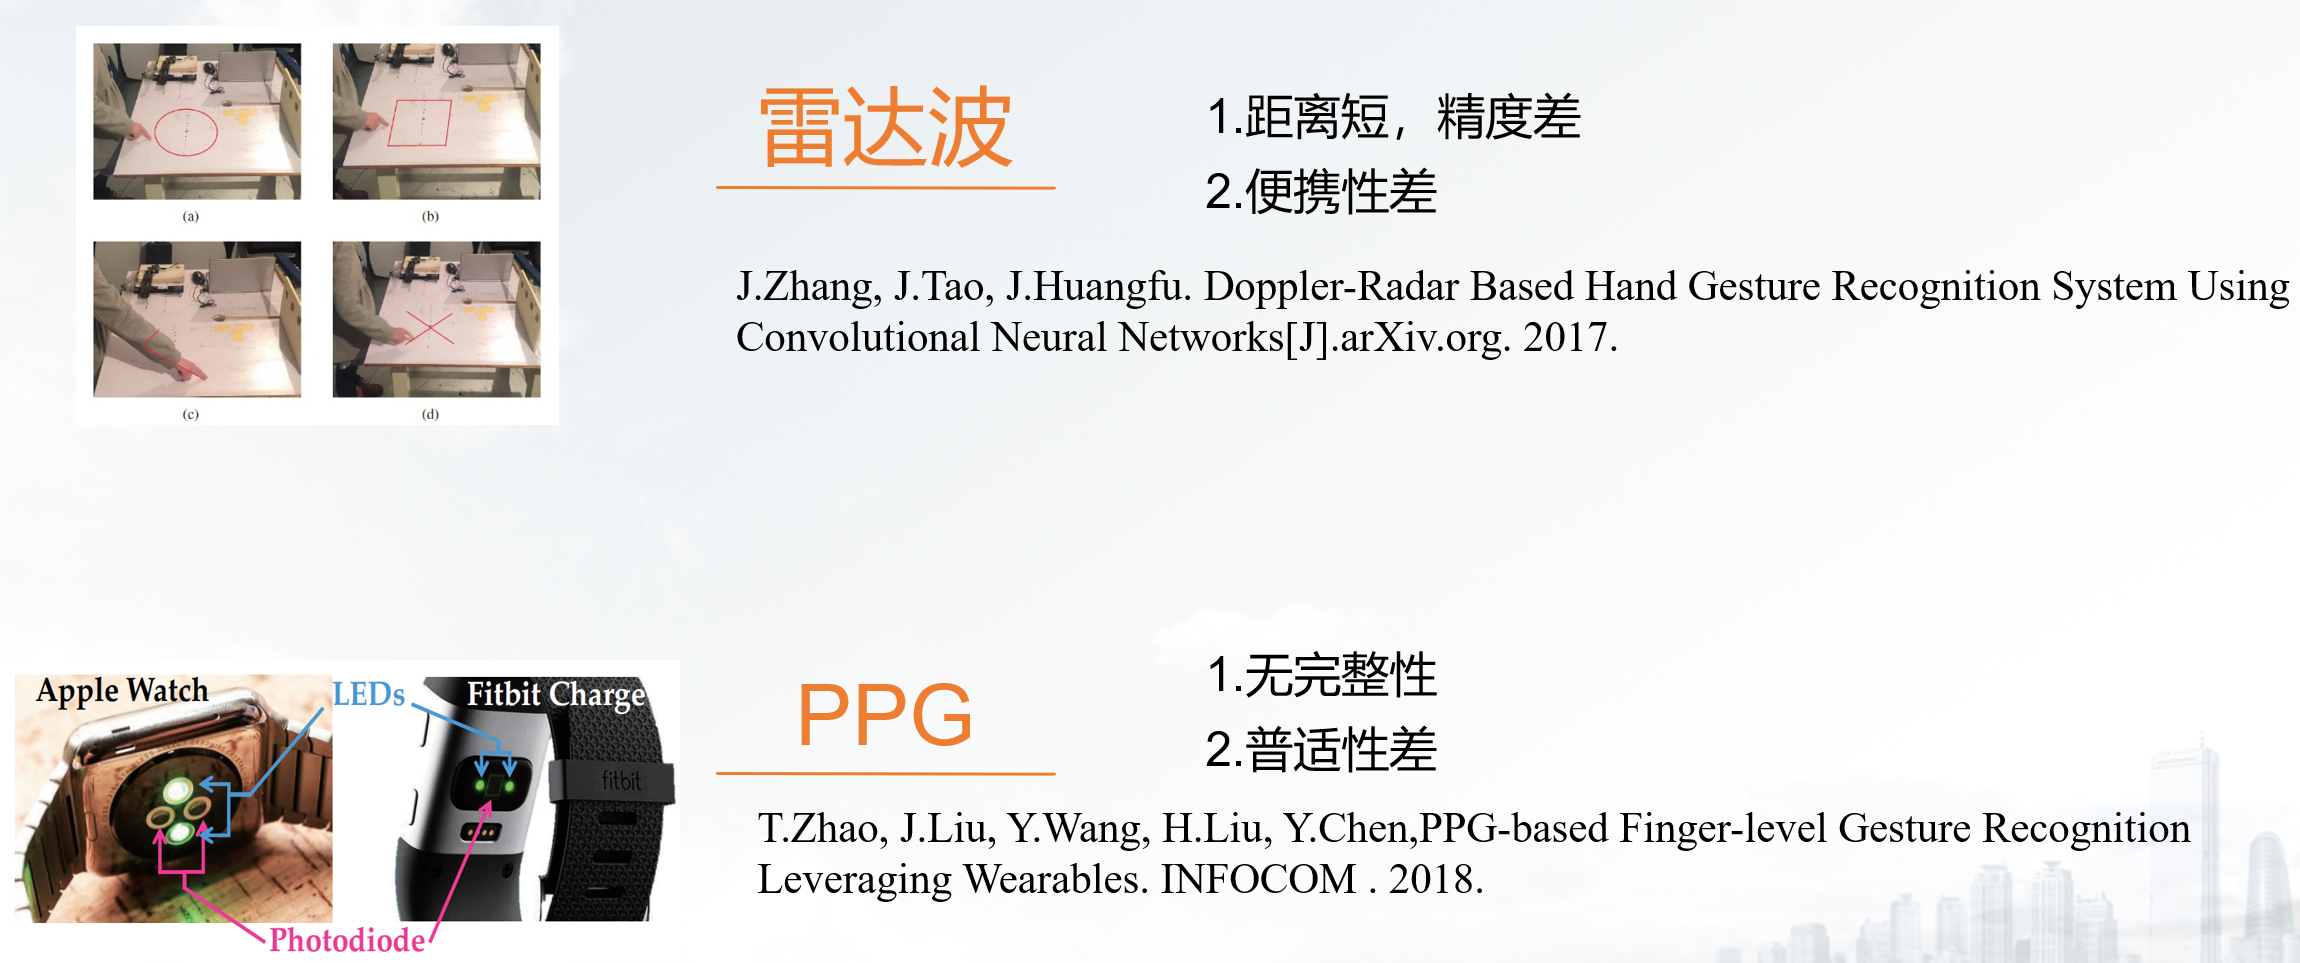 (a)
(b)
(c)
(d)
雷达波
1.距离短，精度差
2.便携性差
J.Zhang, J.Tao, J.Huangfu. Doppler-Radar Based Hand Gesture Recognition System Using
Convolutional Neural Networks[J].arXiv.org. 2017.
Apple Watch
LEDs
Fitbit Charge
fitbit
Photodiode
PPG
1.无完整性
2.普适性差
T.Zhao, J.Liu, Y.Wang, H.Liu, Y.Chen,PPG-based Finger-level Gesture Recognition
Leveraging Wearables. INFOCOM . 2018.